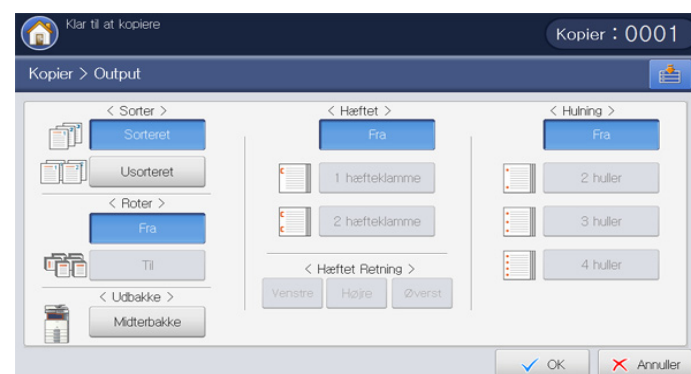 Klar til at kopiere
Kopier : 0001
Kopier > Output
< Sorter >
Sorteret
Usorteret
< Roter >
Fra
Til
< Udbakke >
Midterbakke
< Hæftet >
Fra
1 hæfteklamme
2 hæfteklamme
< Hæftet Retning >
Venstre Højre Øverst
< Hulning >
Fra
2 huller
3 huller
4 huller
OK Annuller